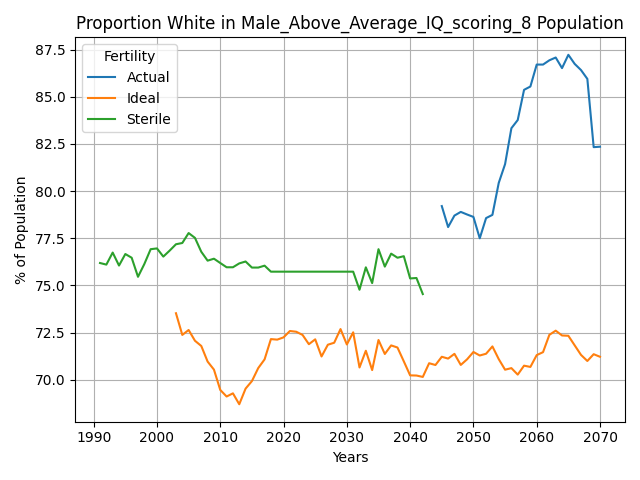 Proportion White in Male_Above_Average_IQ_scoring_8 Population
Fertility
Actual
Ideal
Sterile
% of Population
87.5
85.0
82.5
80.0
77.5
75.0
72.5
70.0
1990 2000 2010 2020 2030 2040 2050 2060 2070
Years